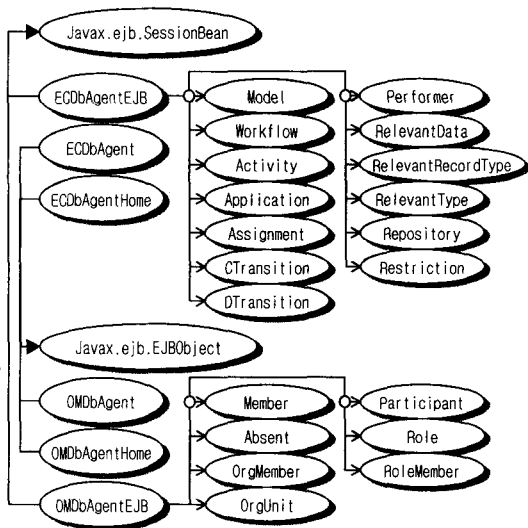 Javax.ejb.SessionBean
ECDbAgentEJB
Model
Performer
ECDbAgent
Workflow
RelevantData
Activity
RelevantRecordType
ECDbAgentHome
Application
RelevantType
Assignment
Repository
CTransition
Restriction
DTransition
Javax.ejb.EJBObject
OMDbAgent
Member
Participant
Absent
Role
OMDbAgentHome
OrgMember
RoleMember
OMDbAgentEJB
OrgUnit